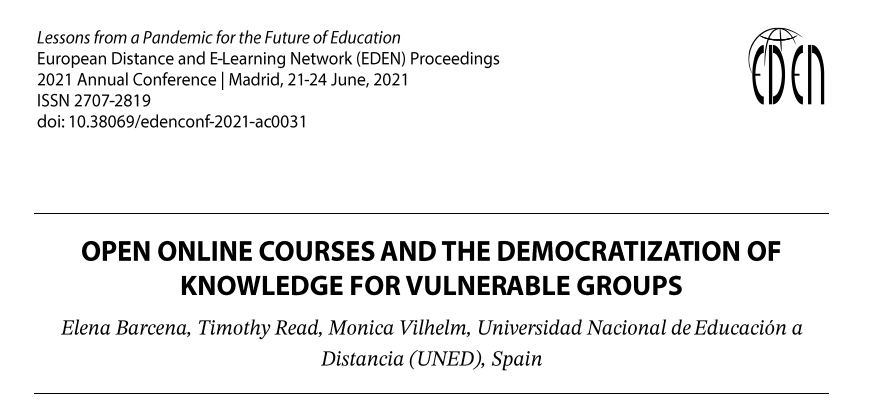 Lessons from a Pandemic for the Future of Education
European Distance and E-Learning Network (EDEN) Proceedings
2021 Annual Conference | Madrid, 21-24 June, 2021
ISSN 2707-2819
doi: 10.38069/edenconf-2021-ac0031
EDEN
OPEN ONLINE COURSES AND THE DEMOCRATIZATION OF
KNOWLEDGE FOR VULNERABLE GROUPS
Elena Barcena, Timothy Read, Monica Vilhelm, Universidad Nacional de Educación a
Distancia (UNED), Spain